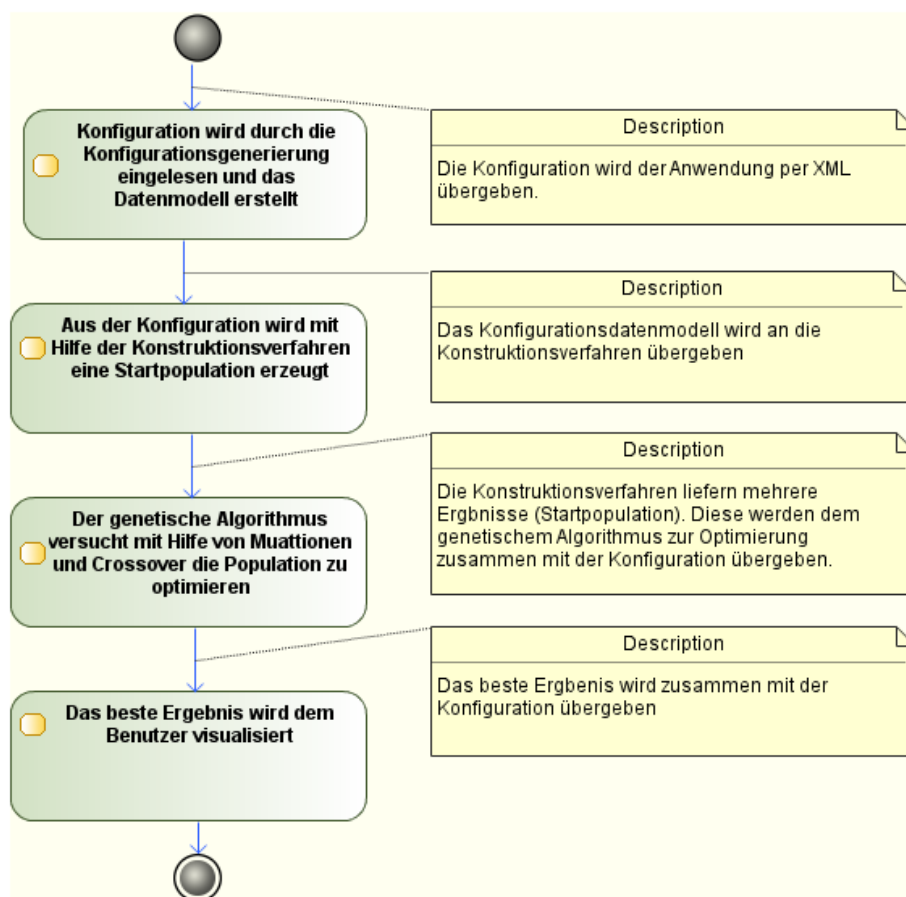 Konfiguration wird durch die
Konfigurationsgenerierung
eingelesen und das
Datenmodell erstellt
Description
Die Konfiguration wird der Anwendung per XML
übergeben.
Aus der Konfiguration wird mit
Hilfe der Konstruktionsverfahren
eine Startpopulation erzeugt
Description
Das Konfigurationsdatenmodell wird an die
Konstruktionsverfahren übergeben
Der genetische Algorithmus
versucht mit Hilfe von Muattionen
und Crossover die Population zu
optimieren
Description
Die Konstruktionsverfahren liefern mehrere
Ergbnisse (Startpopulation). Diese werden dem
genetischem Algorithmus zur Optimierung
zusammen mit der Konfiguration übergeben.
Das beste Ergebnis wird dem
Benutzer visualisiert
Description
Das beste Ergbenis wird zusammen mit der
Konfiguration übergeben